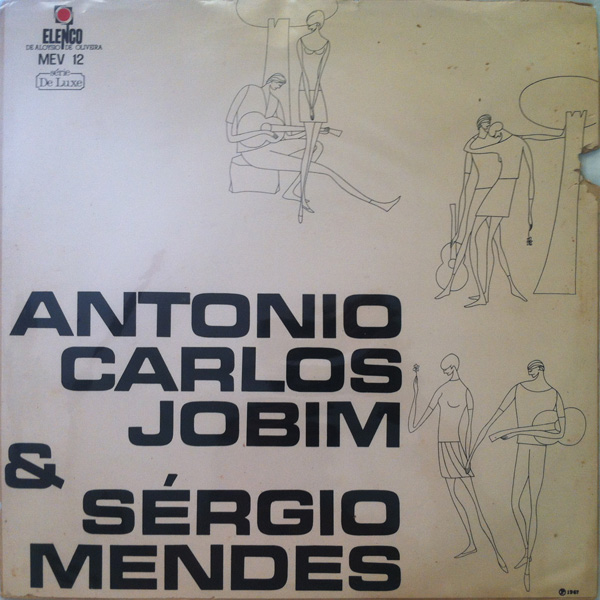 ELENCO
DE ALOYSIO DE OLIVEIRA
MEV 12
série
De Luxe
ANTONIO
CARLOS
JOBIM
&
SÉRGIO
MENDES